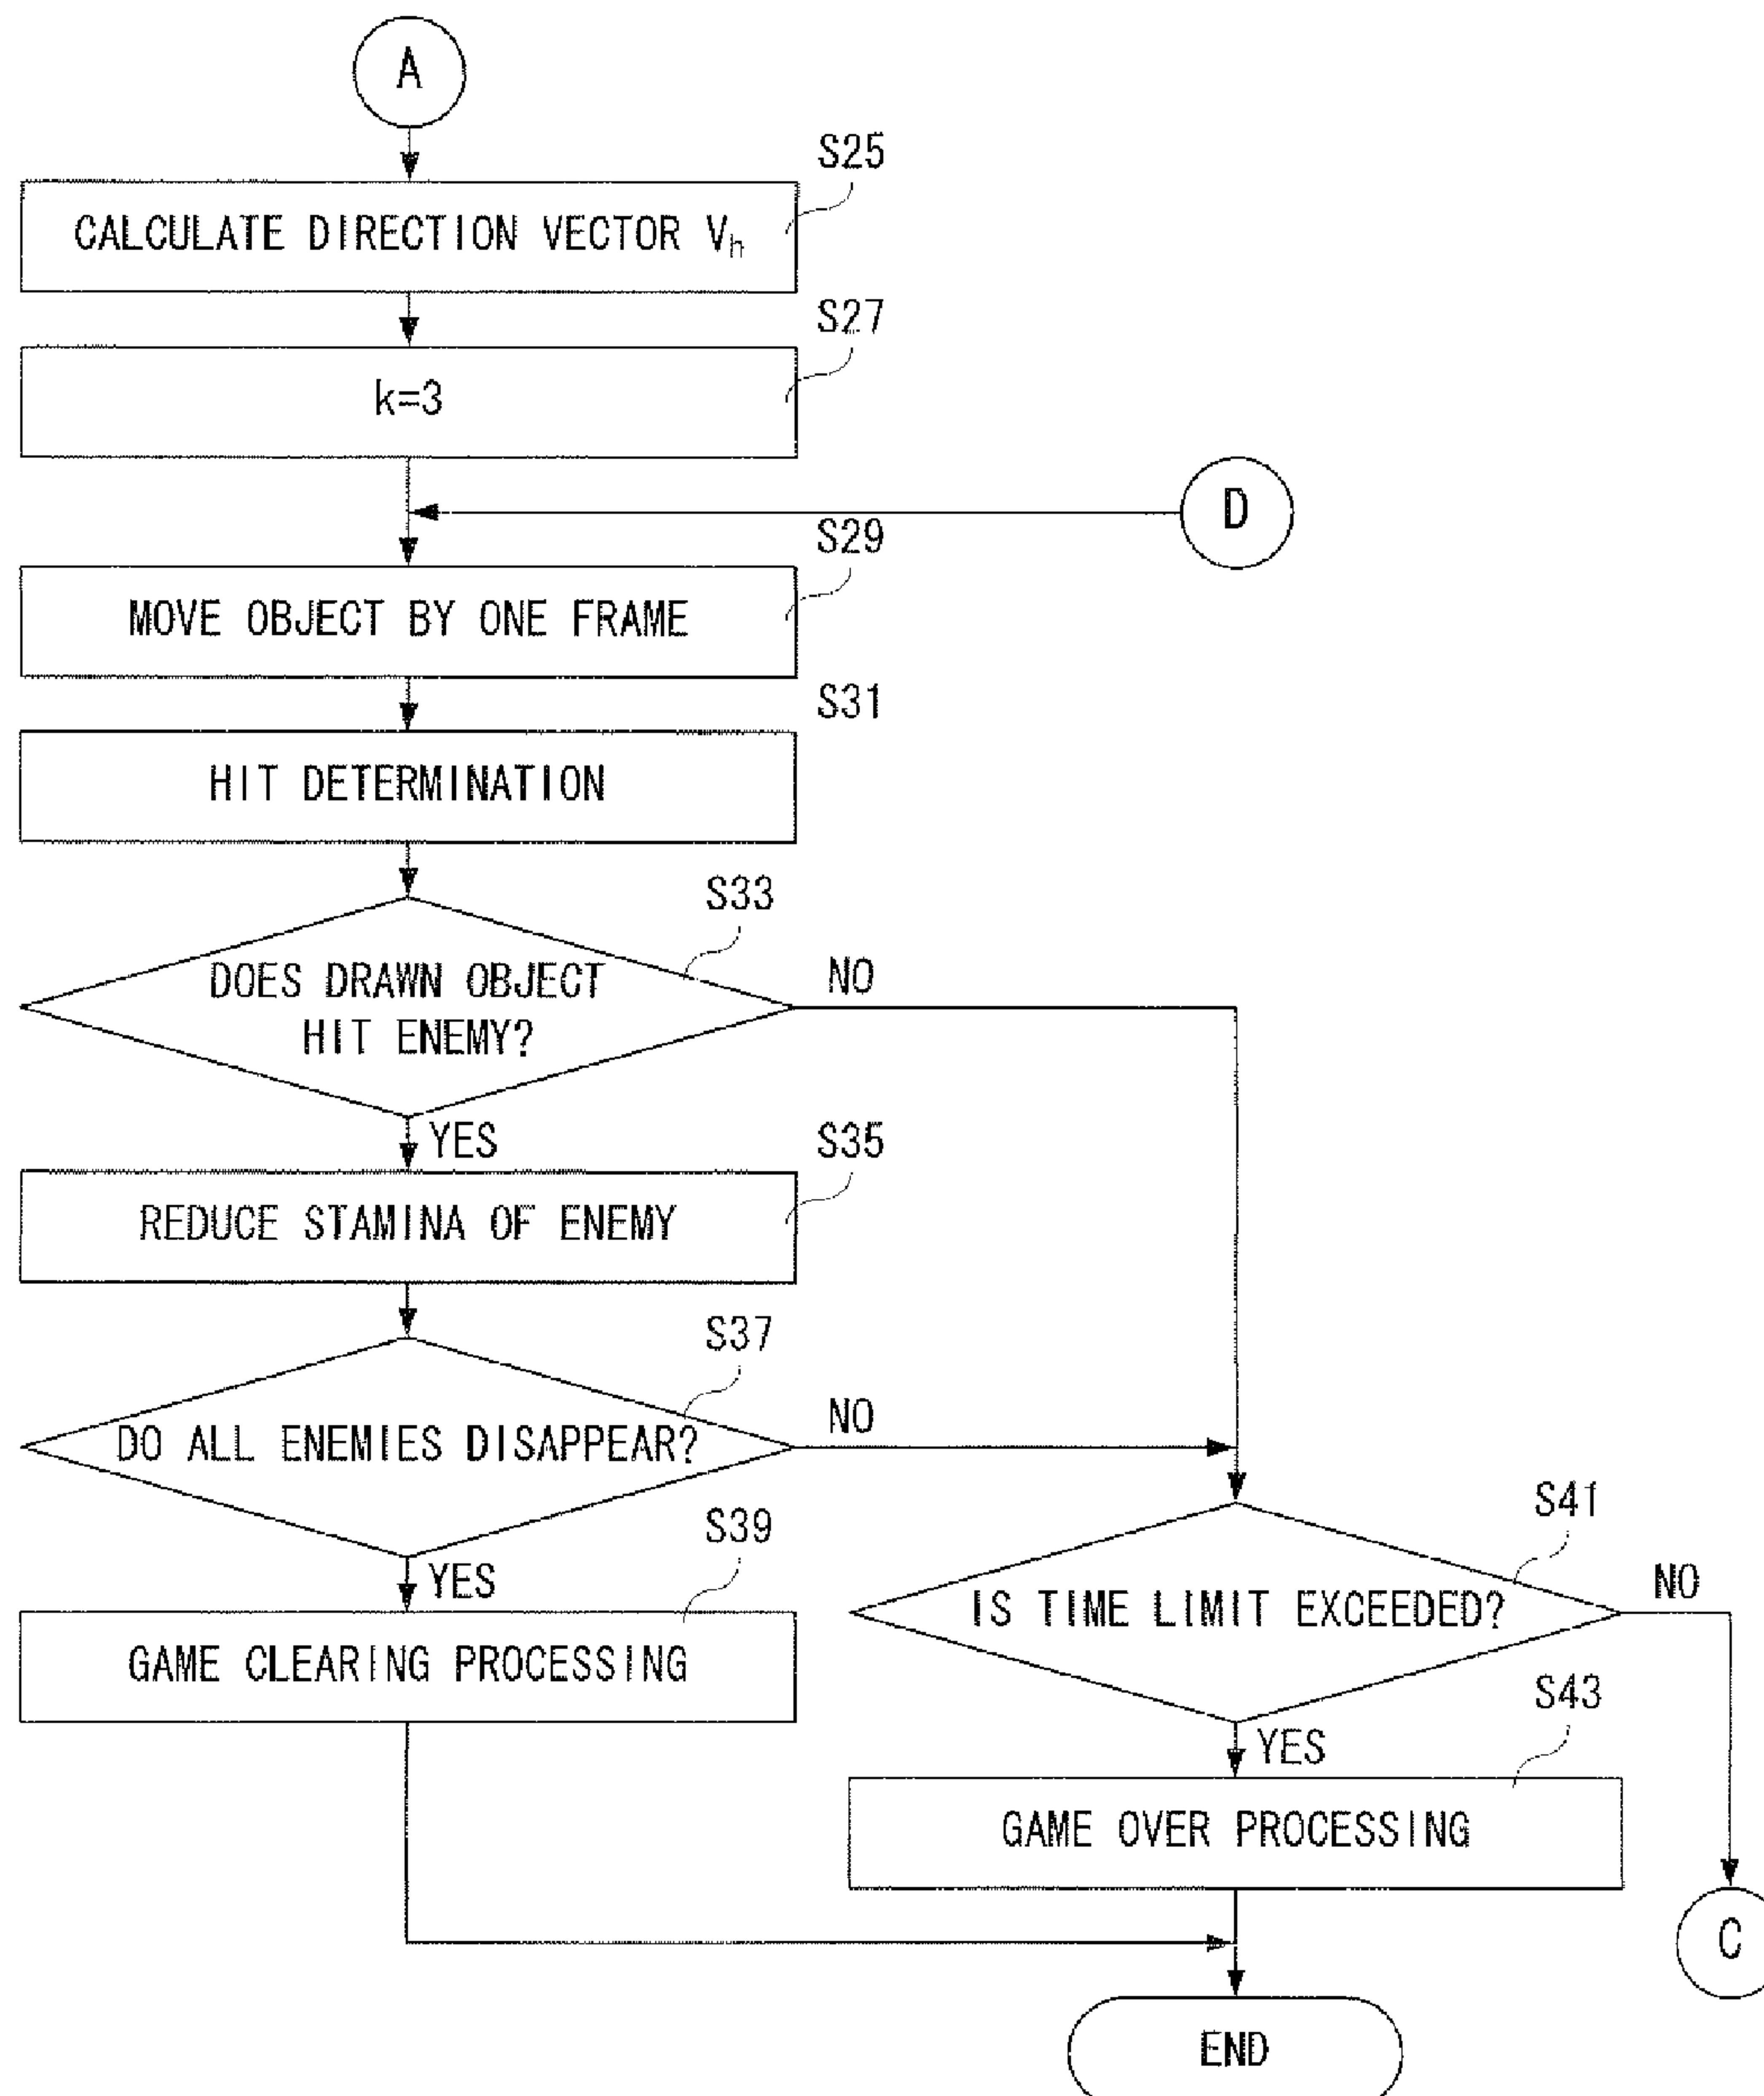 A
S25
CALCULATE DIRECTION VECTOR Vh
S27
k=3
D
S29
MOVE OBJECT BY ONE FRAME
S31
HIT DETERMINATION
S33
DOES DRAWN OBJECT
HIT ENEMY?
NO
YES
S35
REDUCE STAMINA OF ENEMY
S37
DO ALL ENEMIES DISAPPEAR?
NO
YES
S39
GAME CLEARING PROCESSING
S41
IS TIME LIMIT EXCEEDED?
NO
YES
S43
GAME OVER PROCESSING
C
END